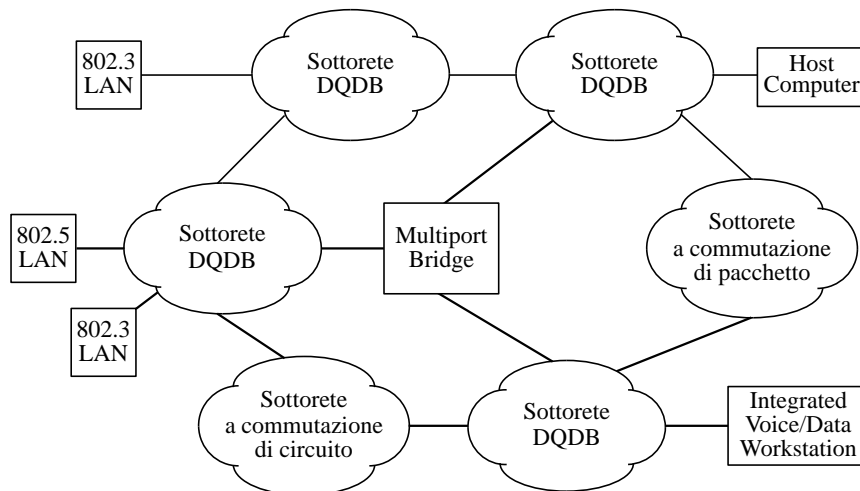 802.3
LAN
Sottorete
DQDB
Sottorete
DQDB
Host
Computer
802.5
LAN
Sottorete
DQDB
Multiport
Bridge
Sottorete
a commutazione
di pacchetto
802.3
LAN
Sottorete
a commutazione
di circuito
Sottorete
DQDB
Integrated
Voice/Data
Workstation